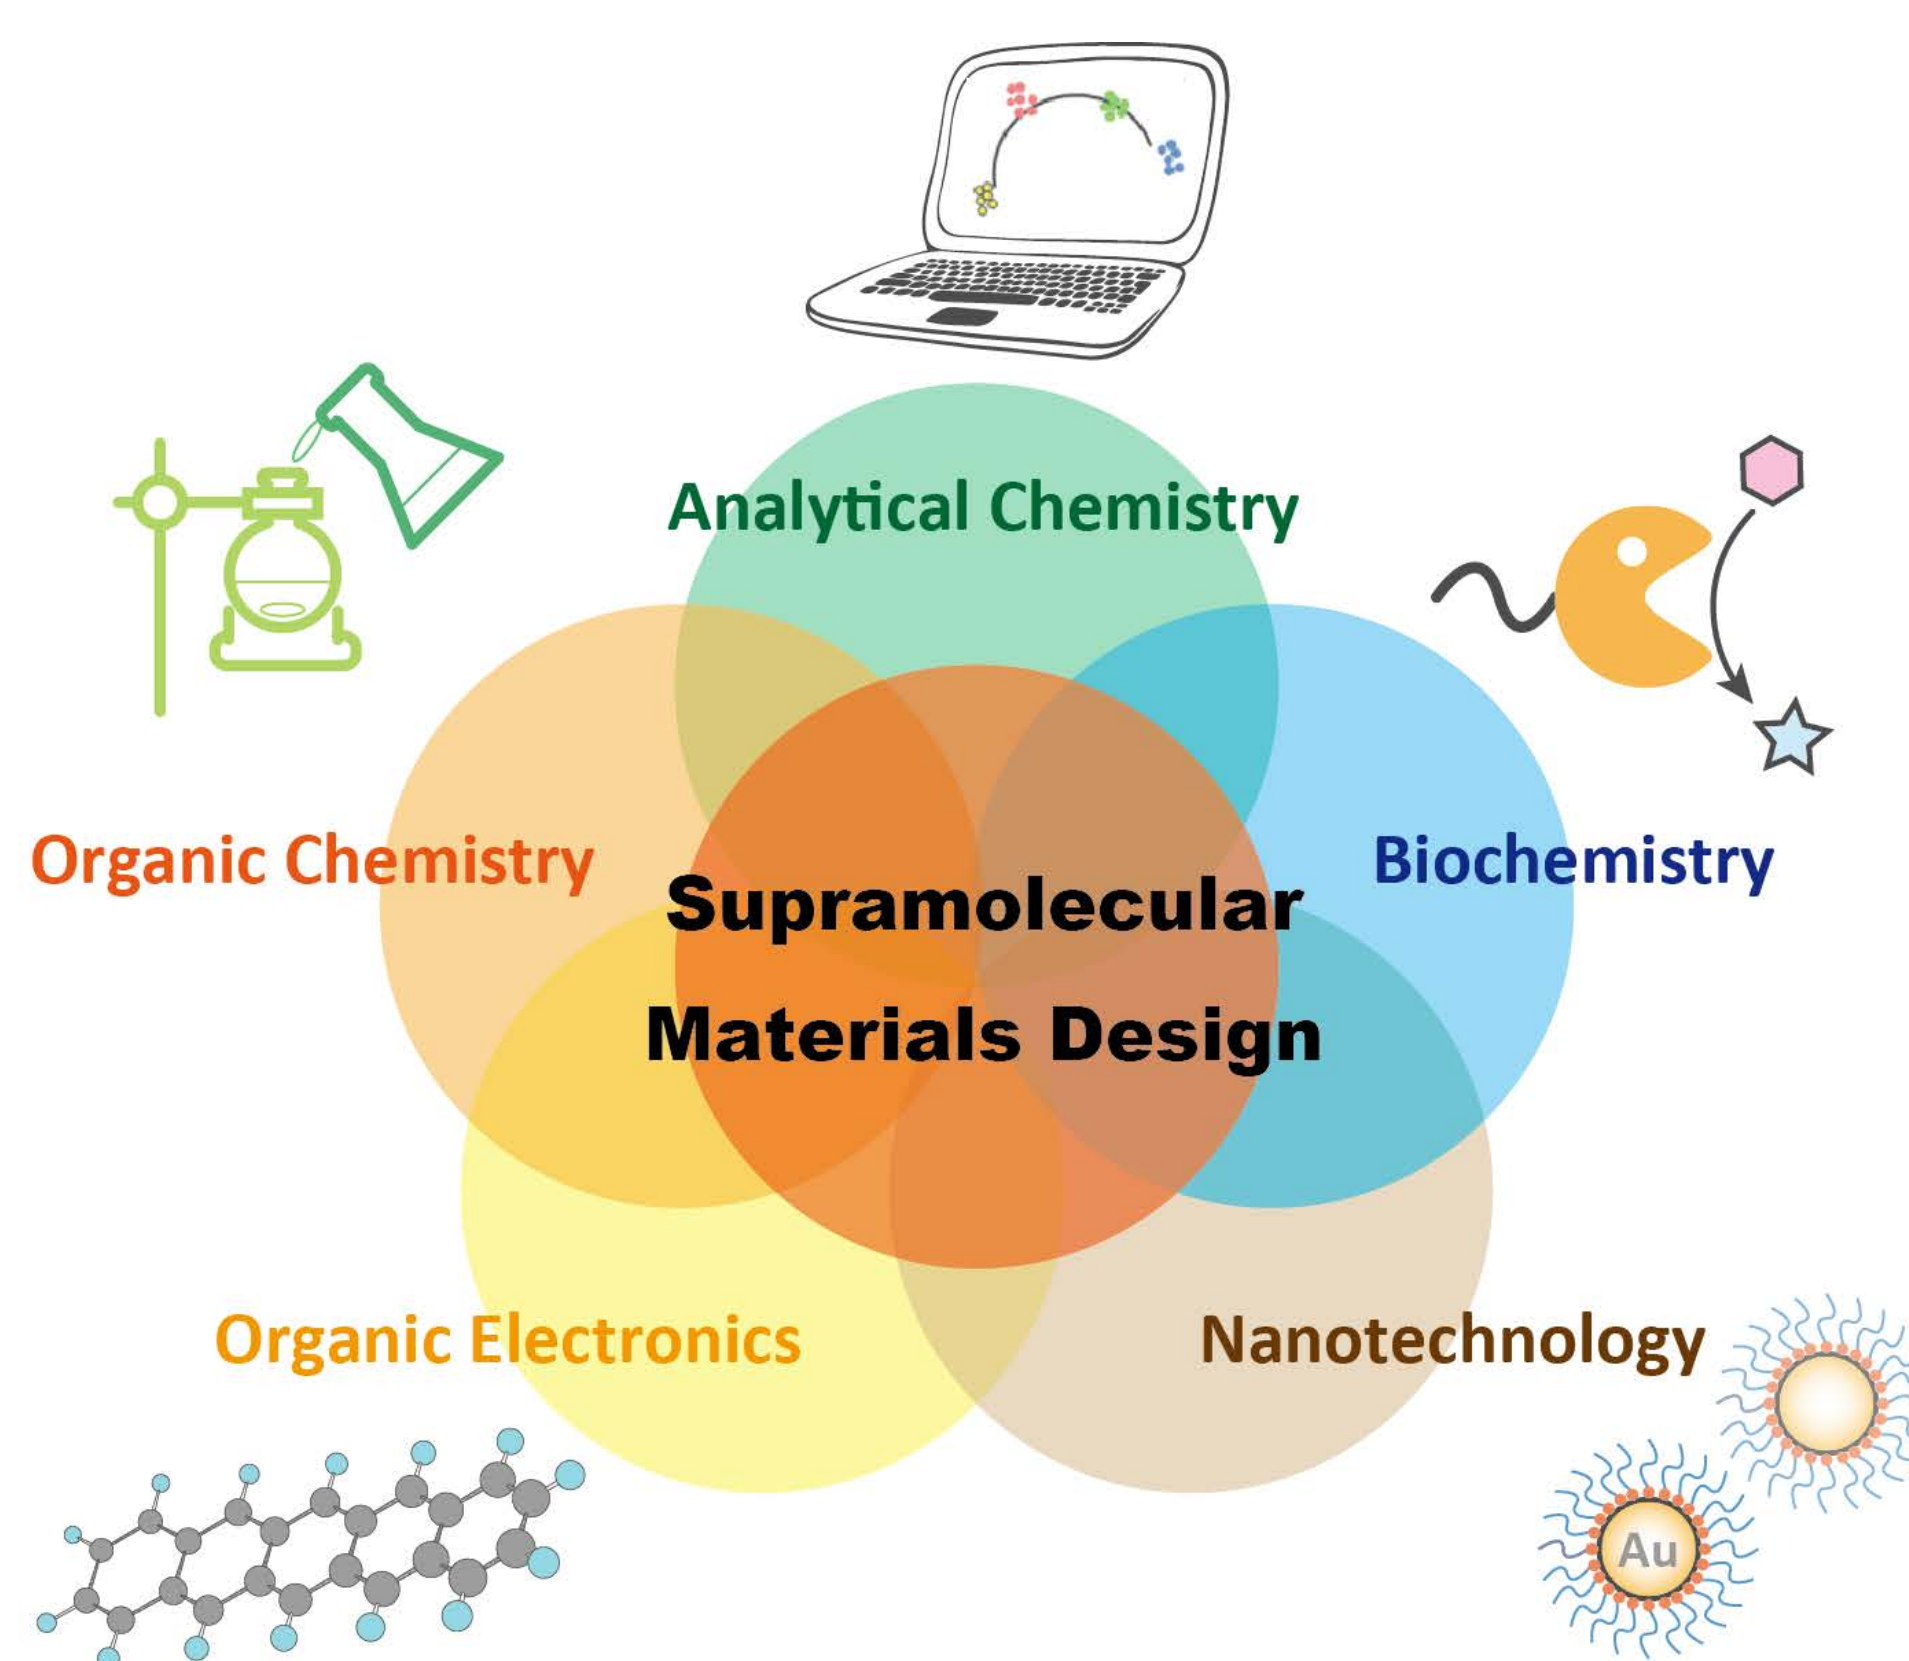 Analytical Chemistry
Organic Chemistry
Biochemistry
Supramolecular
Materials Design
Organic Electronics
Nanotechnology
Au